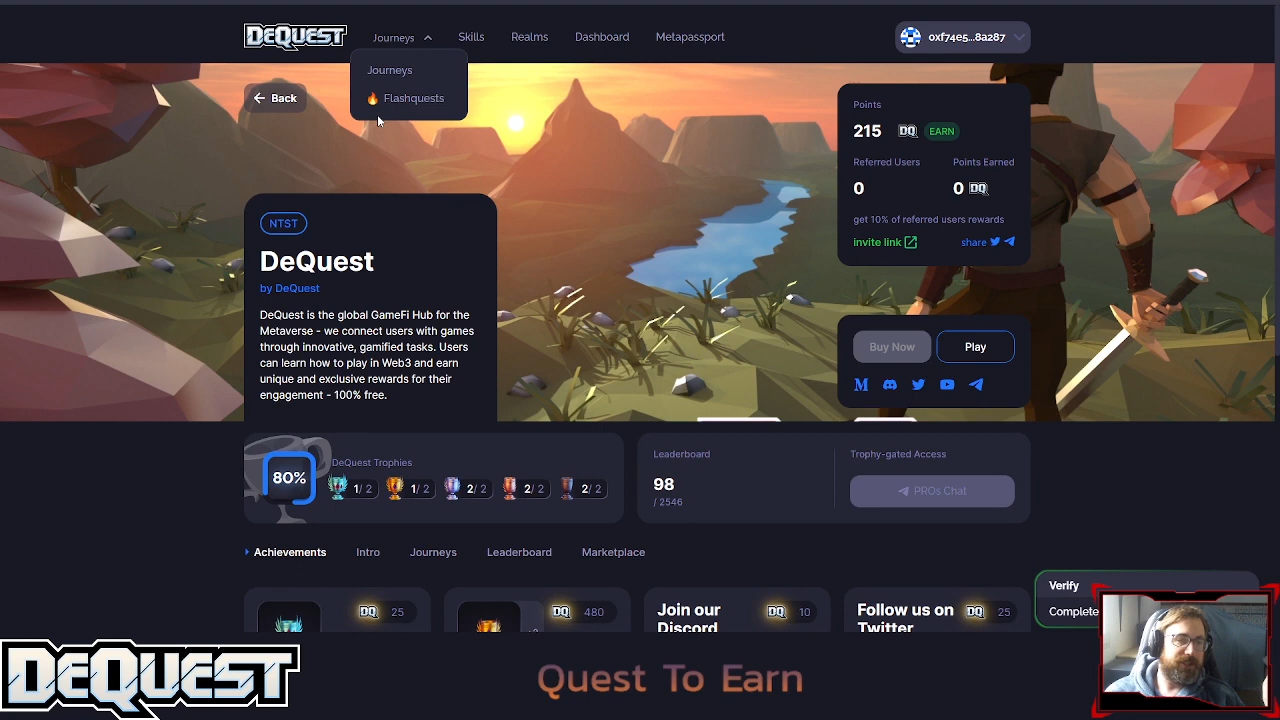 DEQUEST
Journeys
Skills
Realms
Dashboard
Metapassport
0xf74e5...8a287
Journeys
Flashquests
Back
Points
215 DQ EARN
Referred Users
Points Earned
0
0 DQ
get 10% of referred users rewards
invite link
share
NTST
DeQuest
by DeQuest
DeQuest is the global GameFi Hub for the
Metaverse - we connect users with games
through innovative, gamified tasks. Users
can learn how to play in Web3 and earn
unique and exclusive rewards for their
engagement - 100% free.
Buy Now
Play
80%
DeQuest Trophies
1/ 2
1/ 2
2/ 2
2/ 2
2/ 2
Leaderboard
98
/ 2546
Trophy-gated Access
PROs Chat
Achievements
Intro
Journeys
Leaderboard
Marketplace
DQ 25
DQ 480
Join our
Discord
DQ 10
Follow us on
Twitter
DQ 25
Verify
Complete
DEQUEST
Quest To Earn